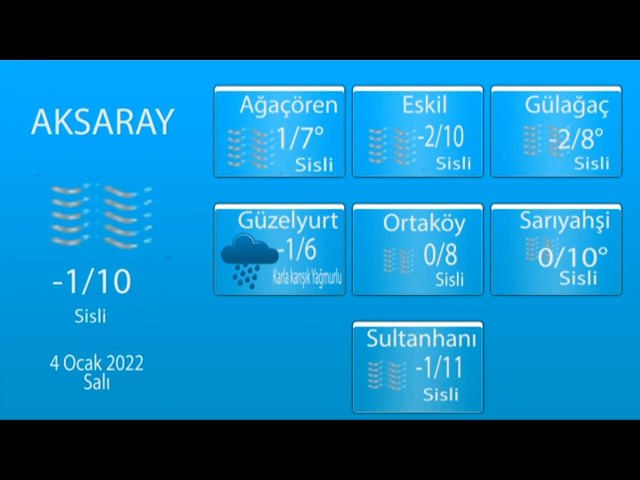 AKSARAY
-1/10
Sisli
4 Ocak 2022
Salı
Ağaçören
1/7°
Sisli
Eskil
-2/10
Sisli
Gülağaç
-2/8°
Sisli
Güzelyurt
-1/6
Karla karışık Yağmurlu
Ortaköy
0/8
Sisli
Sarıyahşi
0/10°
Sisli
Sultanhanı
-1/11
Sisli